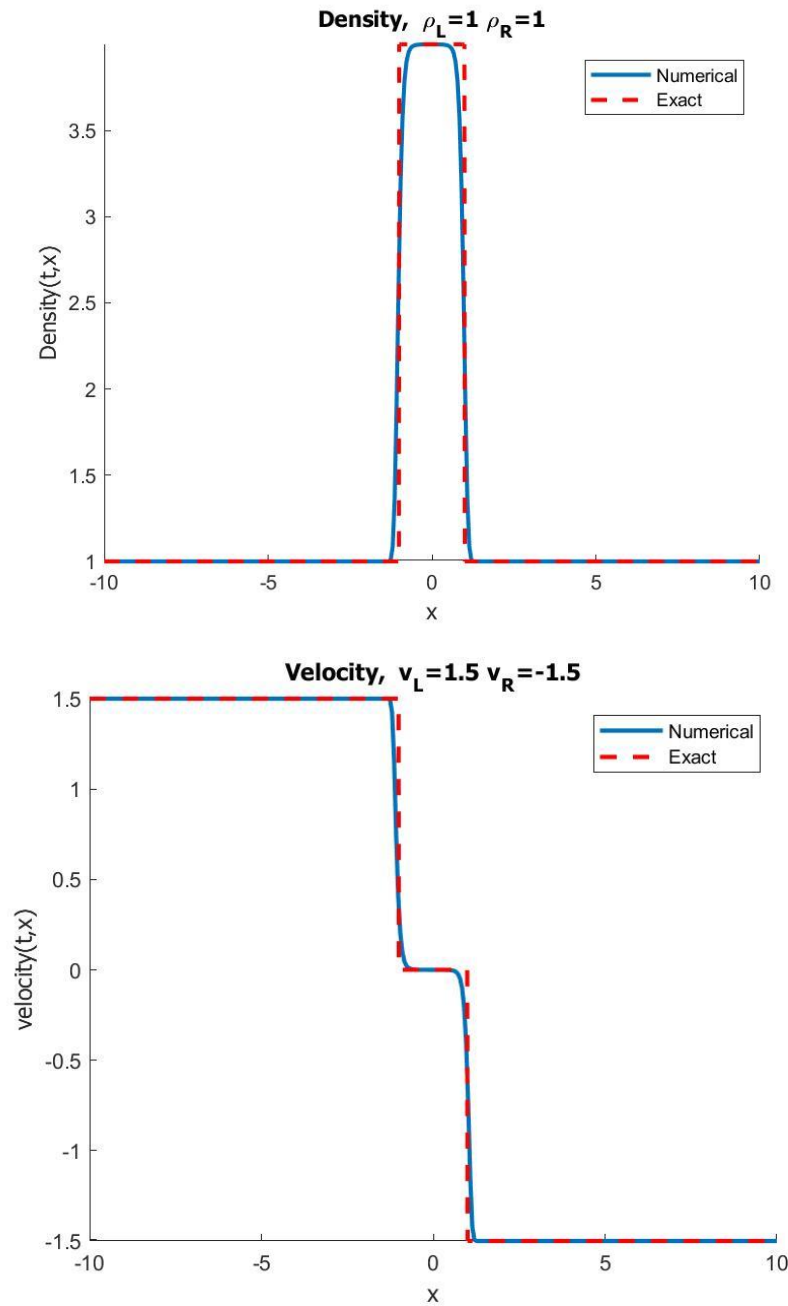 Density, ρL=1 ρR=1
Numerical
Exact
Density(t,x)
3.5
3
2.5
2
1.5
1
-10 -5 0 5 10
x
Velocity, vL=1.5 vR=-1.5
Numerical
Exact
velocity(t,x)
1.5
1
0.5
0
-0.5
-1
-1.5
-10 -5 0 5 10
x